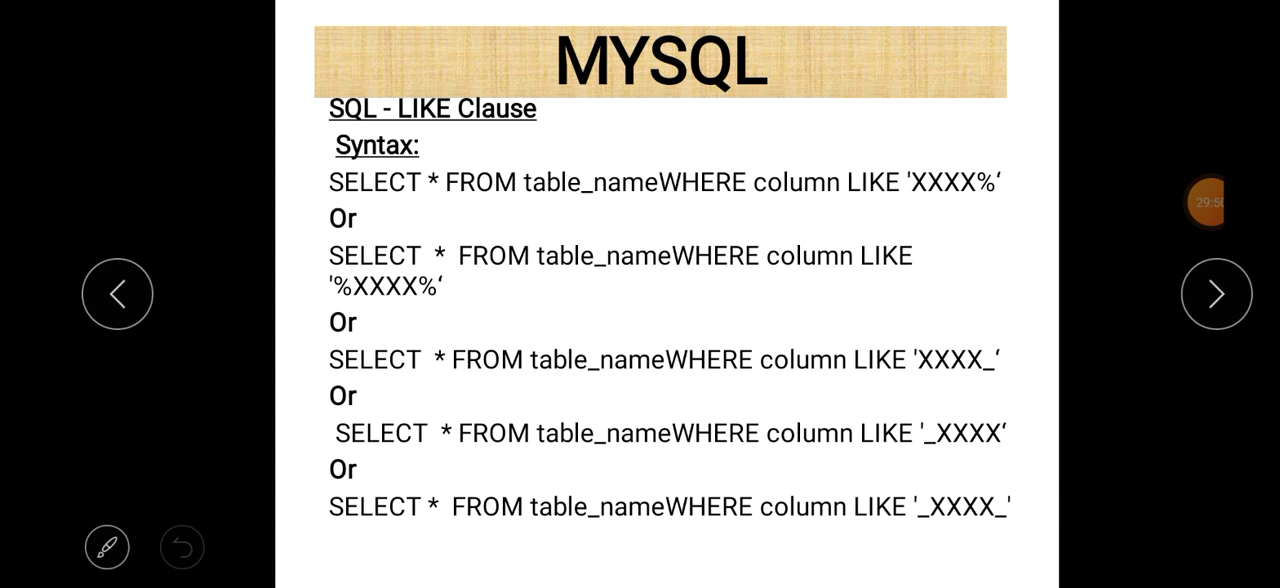 MYSQL
SQL - LIKE Clause
Syntax:
SELECT * FROM table_nameWHERE column LIKE 'XXXX%‘
Or
SELECT  *  FROM table_nameWHERE column LIKE
'%XXXX%‘
Or
SELECT  * FROM table_nameWHERE column LIKE 'XXXX_‘
Or
SELECT  * FROM table_nameWHERE column LIKE '_XXXX‘
Or
SELECT *  FROM table_nameWHERE column LIKE '_XXXX_'
29:50